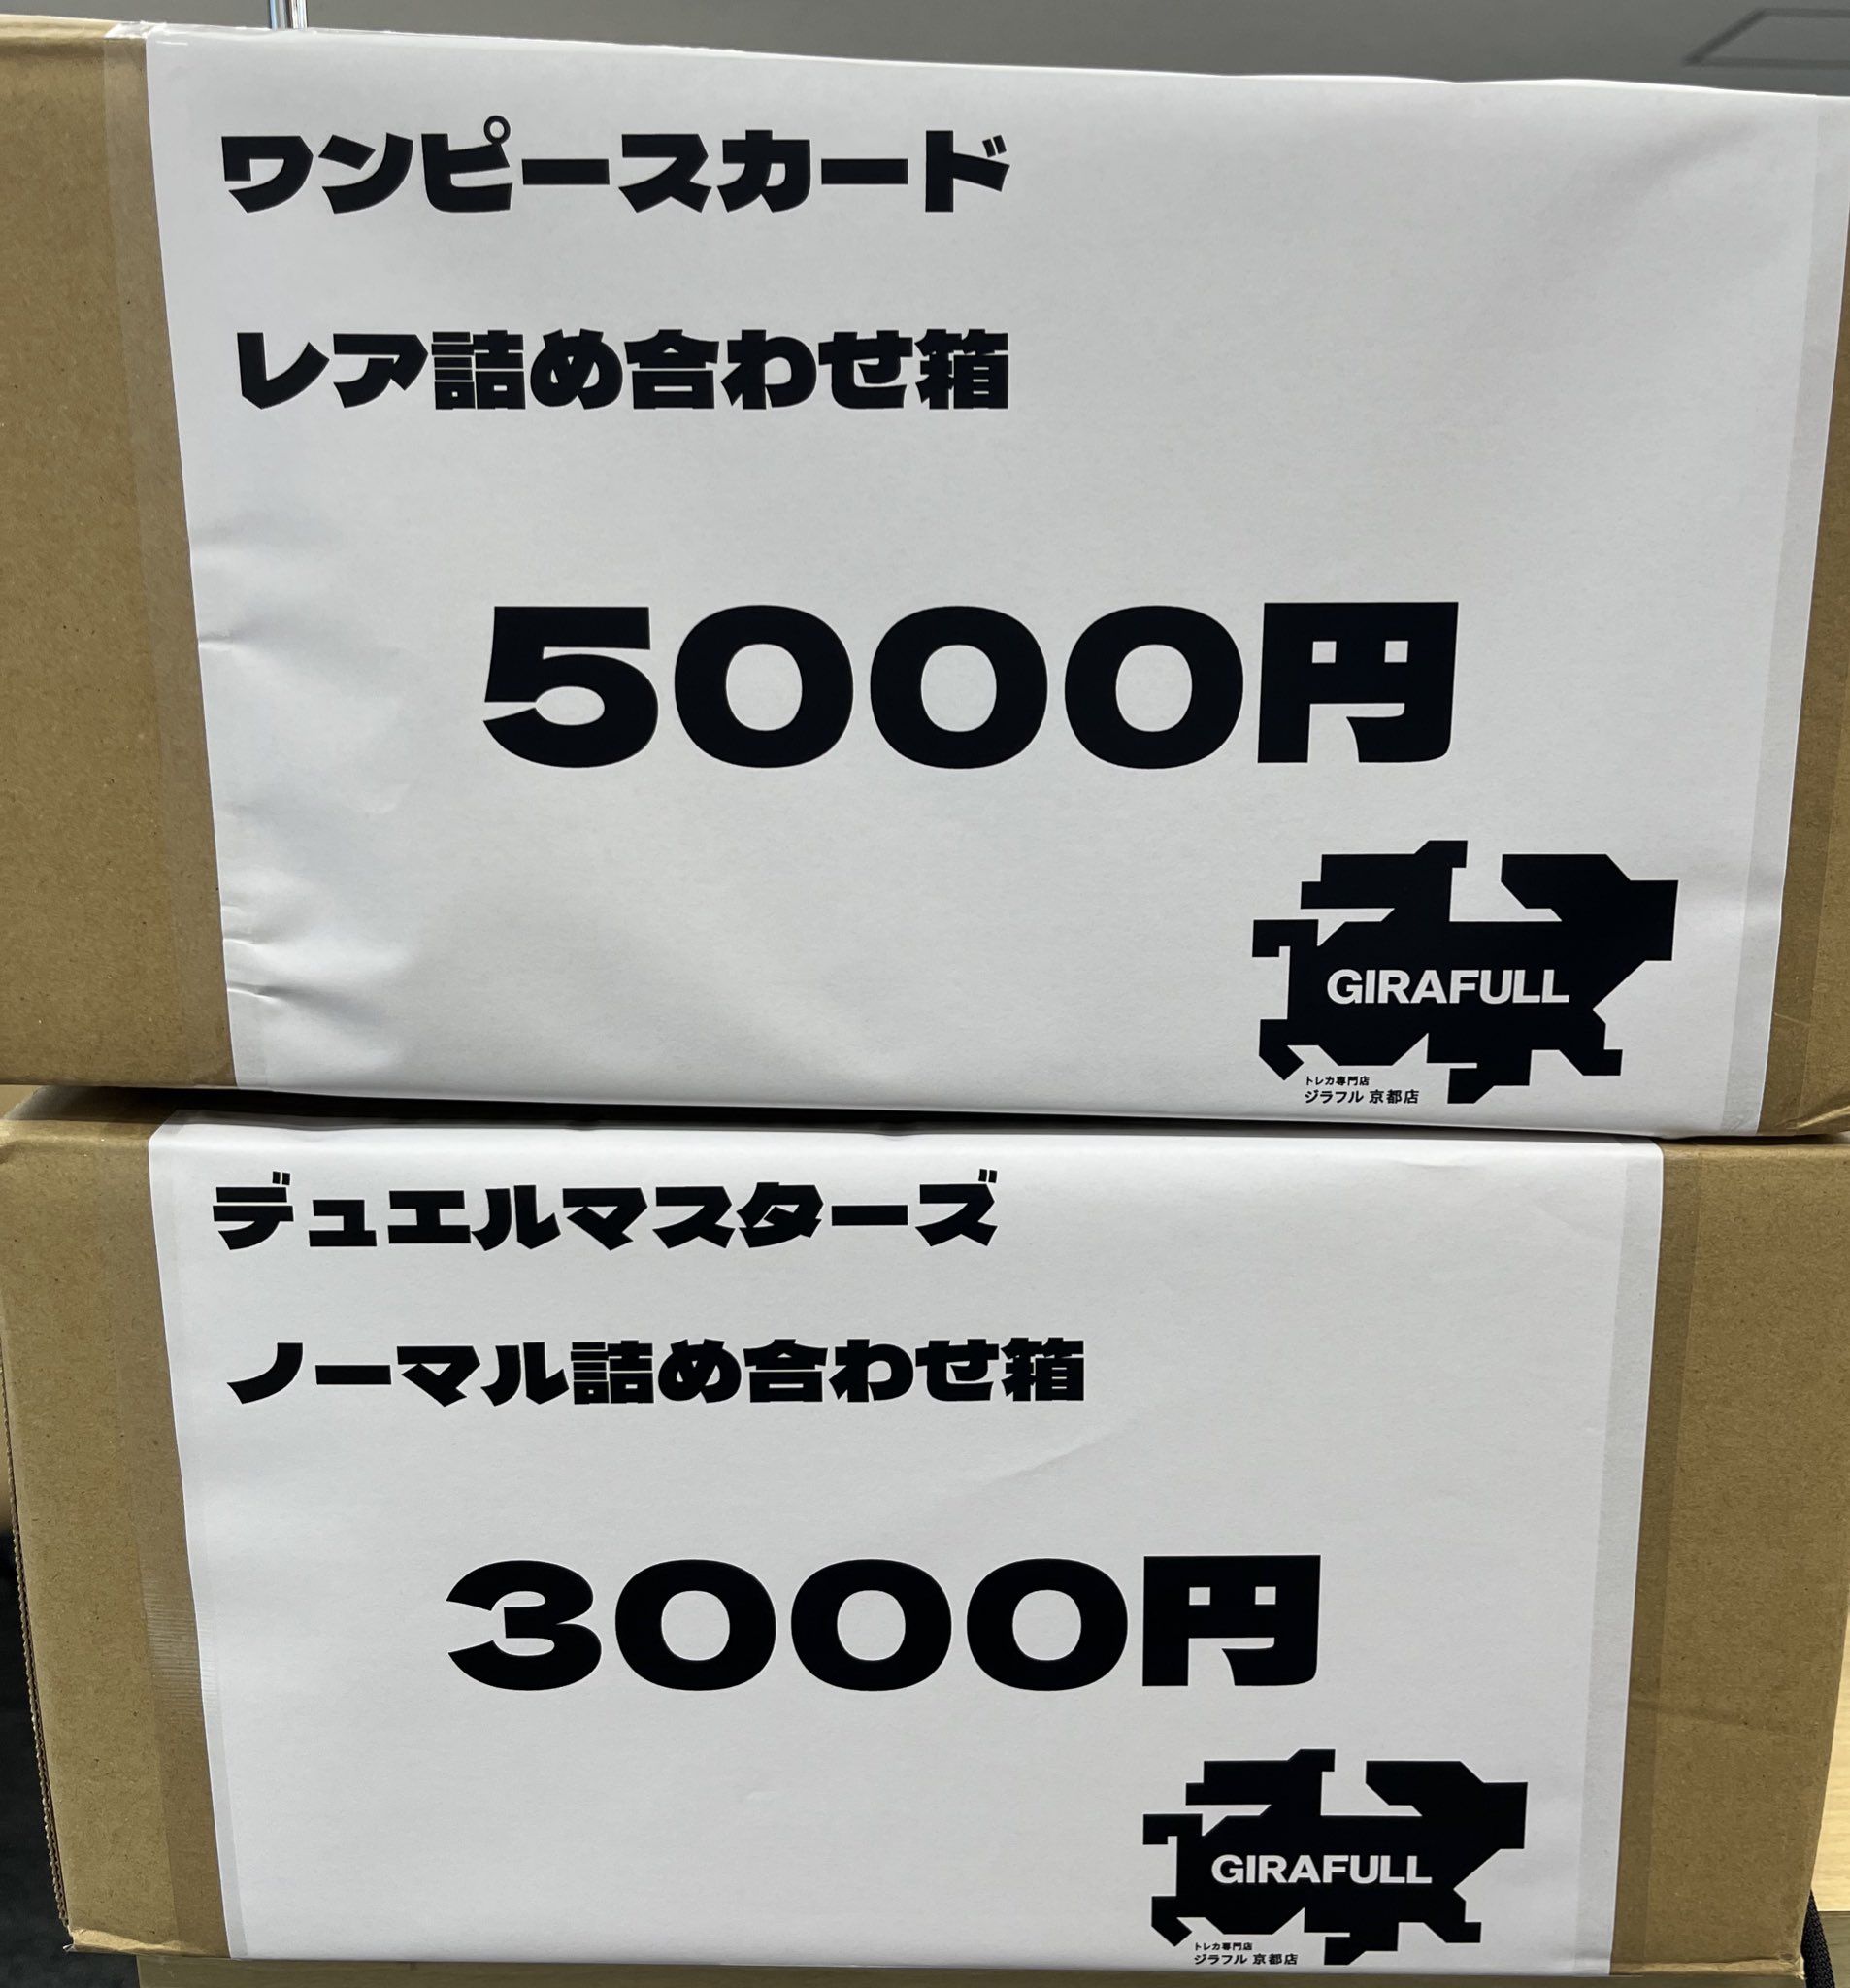 ワンピースカード
レア詰め合わせ箱
5000円
GIRAFULL
トレカ専門店
ジラフル 京都店
デュエルマスターズ
ノーマル詰め合わせ箱
3000円
GIRAFULL
トレカ専門店
ジラフル 京都店